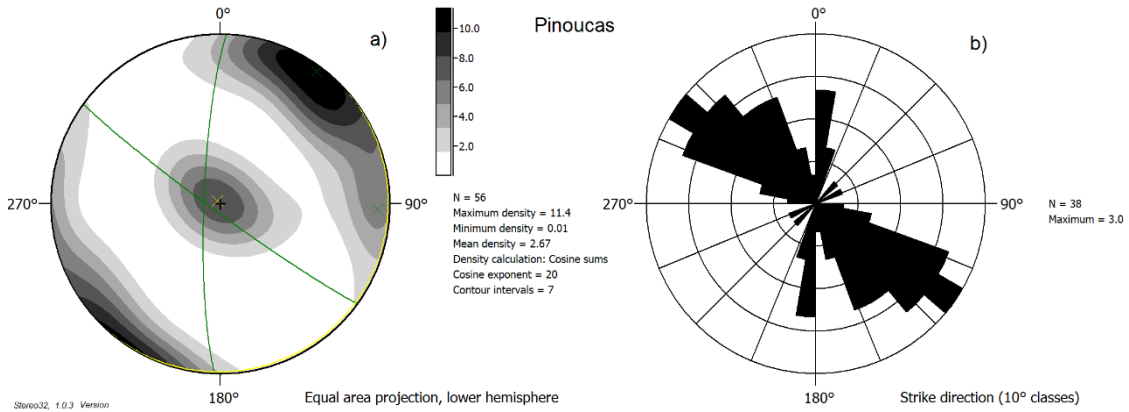 Pinoucas
a)
0°
270°
90°
180°
10.0
8.0
6.0
4.0
2.0
N = 56
Maximum density = 11.4
Minimum density = 0.01
Mean density = 2.67
Density calculation: Cosine sums
Cosine exponent = 20
Contour intervals = 7
Equal area projection, lower hemisphere
Stereo32, 1.0.3 Version
b)
0°
270°
90°
180°
N = 38
Maximum = 3.0
Strike direction (10° classes)